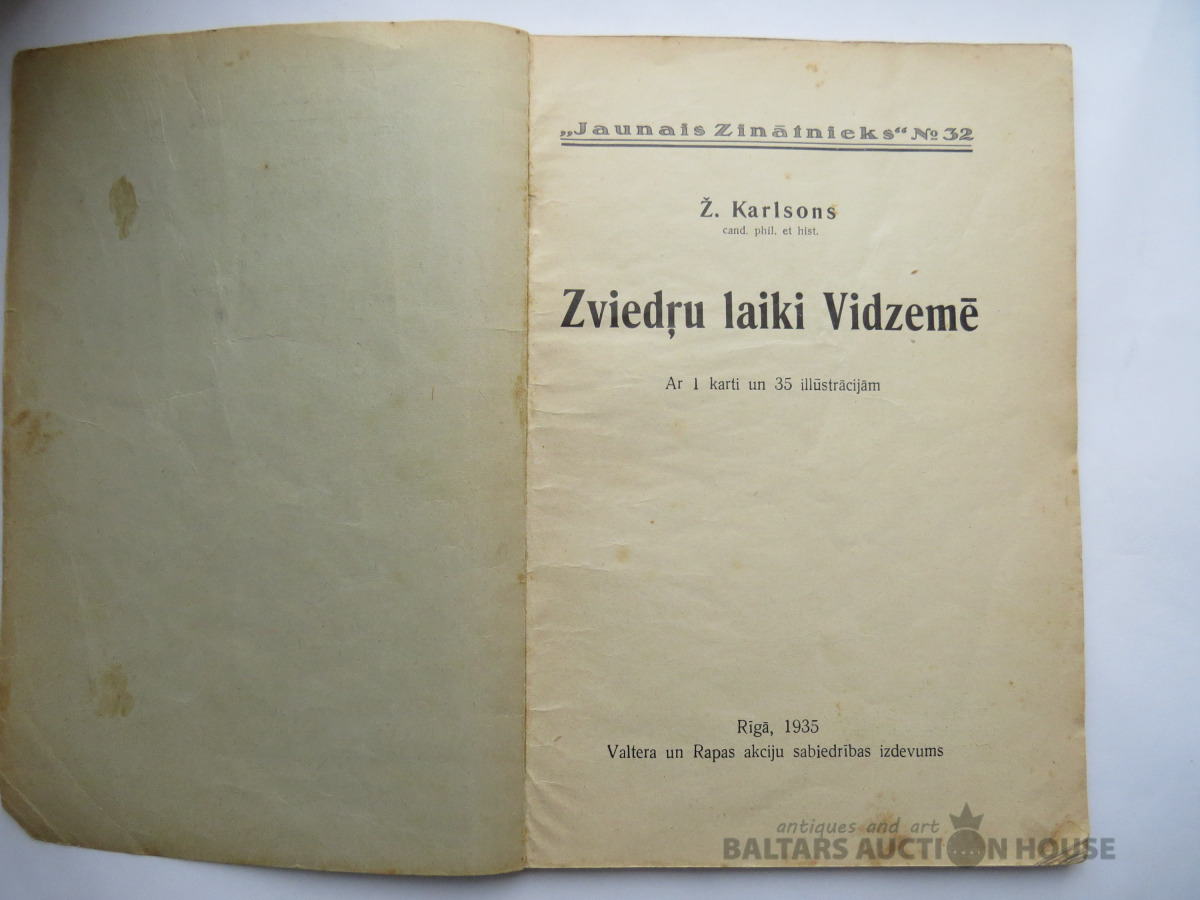 „Jaunais Zinātnieks“ № 32
Ž. Karlsons
cand. phil. et hist.
Zviedŗu laiki Vidzemē
Ar 1 karti un 35 illūstrācijām
Rīgā, 1935
Valtera un Rapas akciju sabiedrības izdevums
antiques and art
BALTARS AUCTION HOUSE